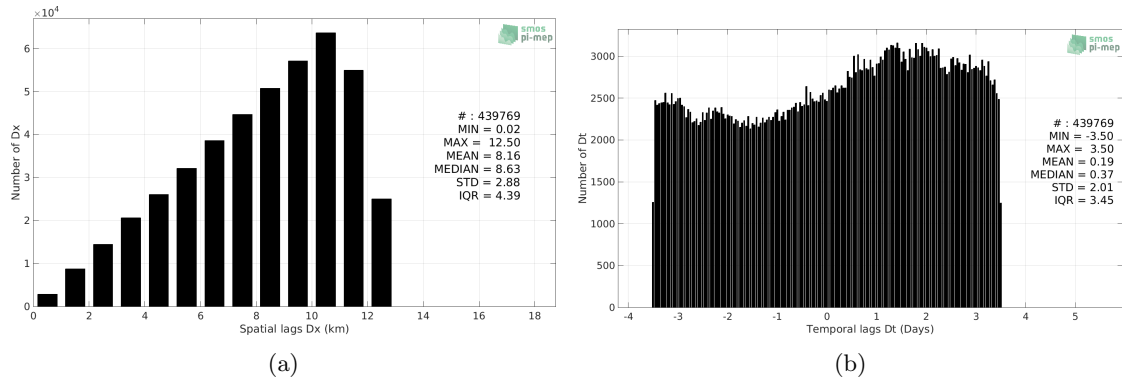 ×10⁴
smos
pi-mep
6
5
4
3
2
1
0
Number of Dx
# : 439769
MIN = 0.02
MAX = 12.50
MEAN = 8.16
MEDIAN = 8.63
STD = 2.88
IQR = 4.39
0 2 4 6 8 10 12 14 16 18
Spatial lags Dx (km)
(a)
smos
pi-mep
3000
2500
2000
1500
1000
500
0
Number of Dt
# : 439769
MIN = -3.50
MAX = 3.50
MEAN = 0.19
MEDIAN = 0.37
STD = 2.01
IQR = 3.45
-4 -3 -2 -1 0 1 2 3 4 5
Temporal lags Dt (Days)
(b)